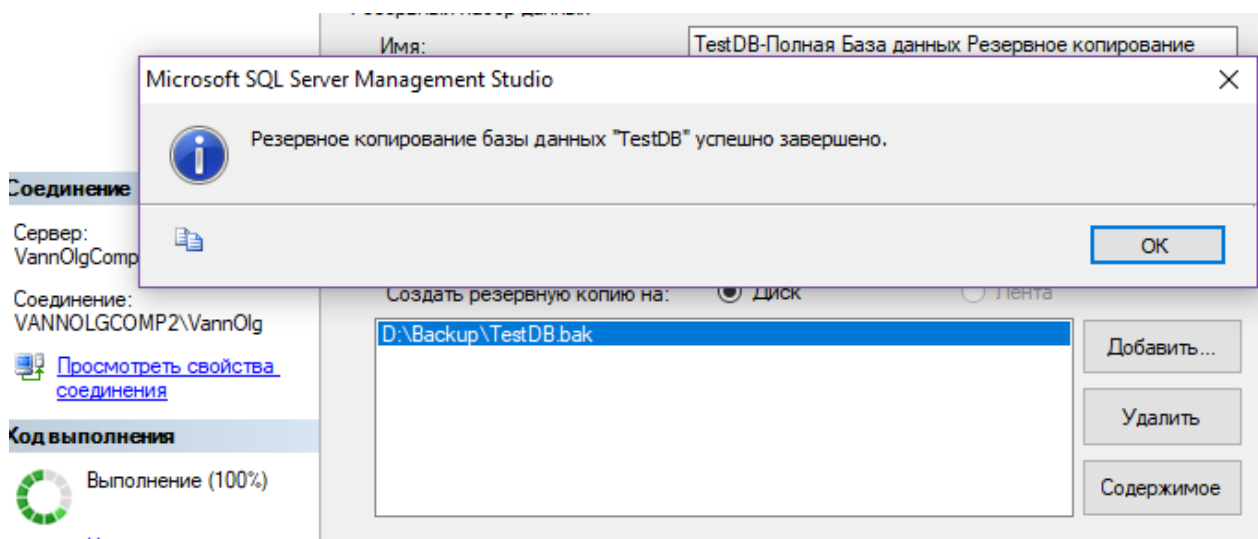 Имя:
TestDB-Полная База данных Резервное копирование
Microsoft SQL Server Management Studio
Резервное копирование базы данных "TestDB" успешно завершено.
OK
Соединение
Сервер:
VannOlgComp
Соединение:
VANNOLGCOMP2\VannOlg
Просмотреть свойства
соединения
Ход выполнения
Выполнение (100%)
Создать резервную копию на:
Диск
Лента
D:\Backup\TestDB.bak
Добавить...
Удалить
Содержимое